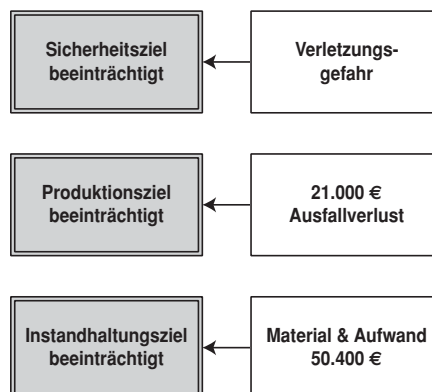 Sicherheitsziel
beeinträchtigt
Verletzungs-
gefahr
Produktionsziel
beeinträchtigt
21.000 €
Ausfallverlust
Instandhaltungsziel
beeinträchtigt
Material & Aufwand
50.400 €